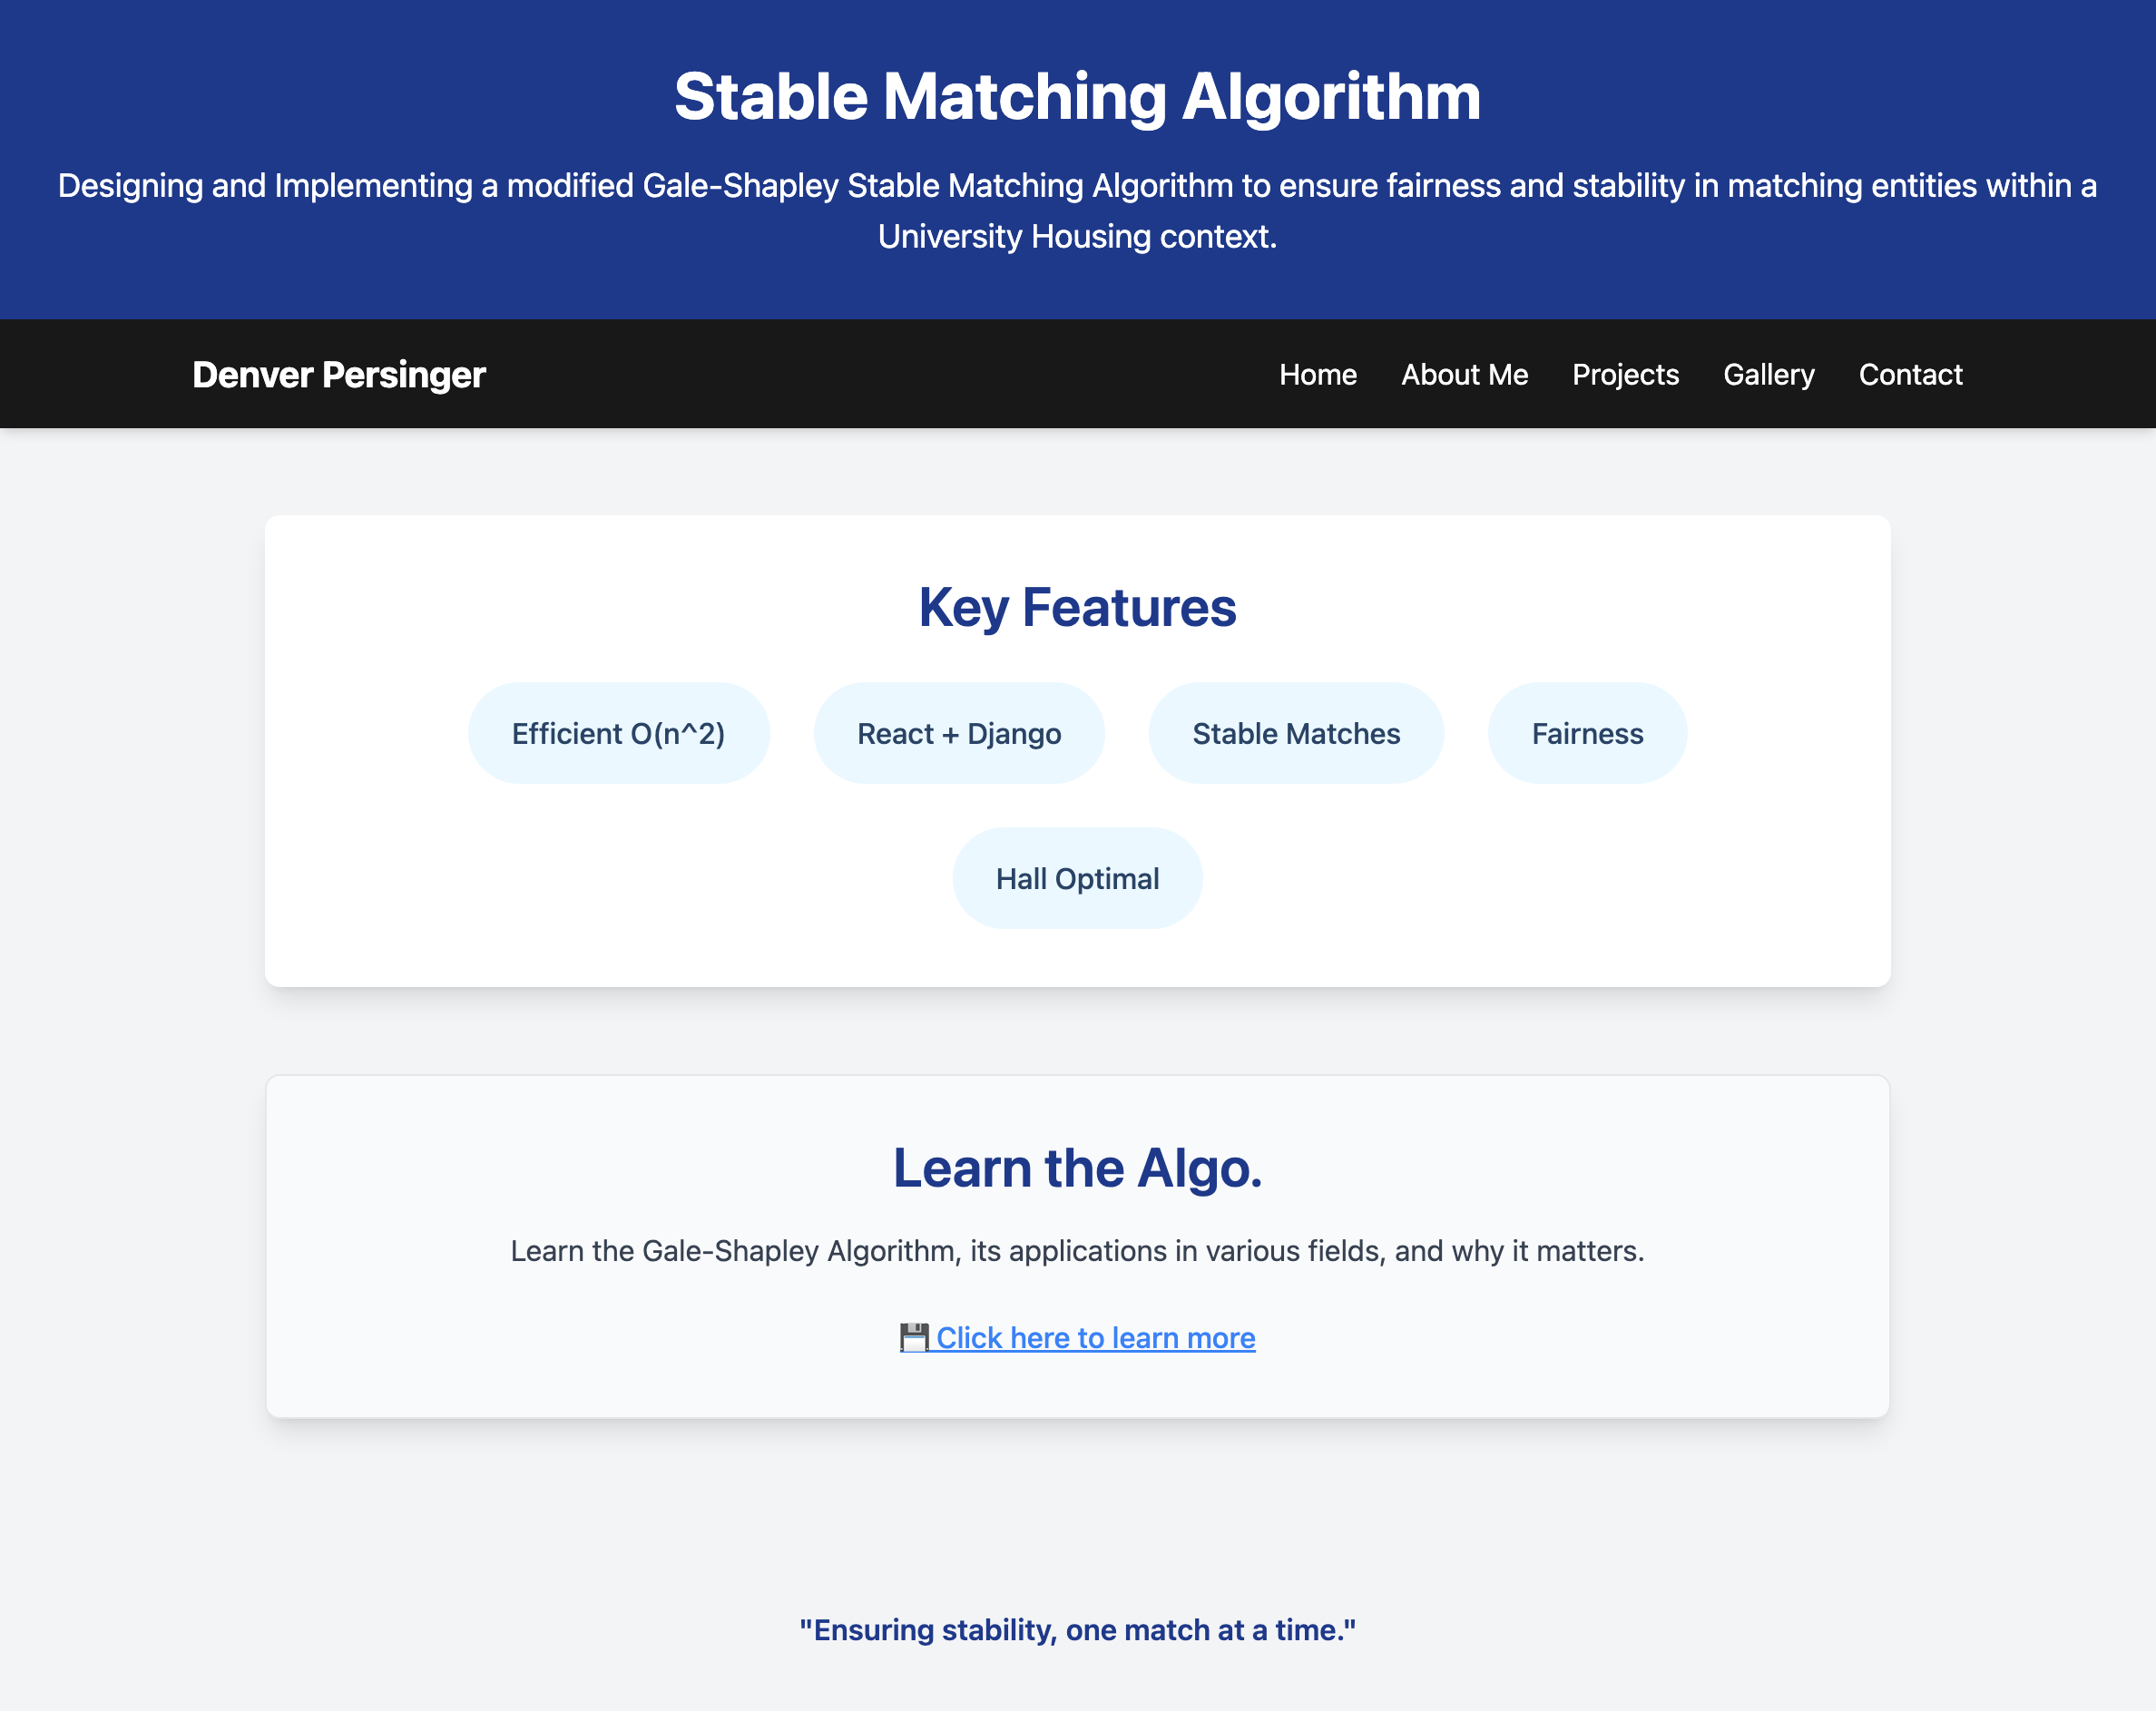 Stable Matching Algorithm
Designing and Implementing a modified Gale-Shapley Stable Matching Algorithm to ensure fairness and stability in matching entities within a
University Housing context.
Denver Persinger
Home About Me Projects Gallery Contact
Key Features
Efficient O(n^2) React + Django Stable Matches Fairness
Hall Optimal
Learn the Algo.
Learn the Gale-Shapley Algorithm, its applications in various fields, and why it matters.
💾 Click here to learn more
"Ensuring stability, one match at a time."